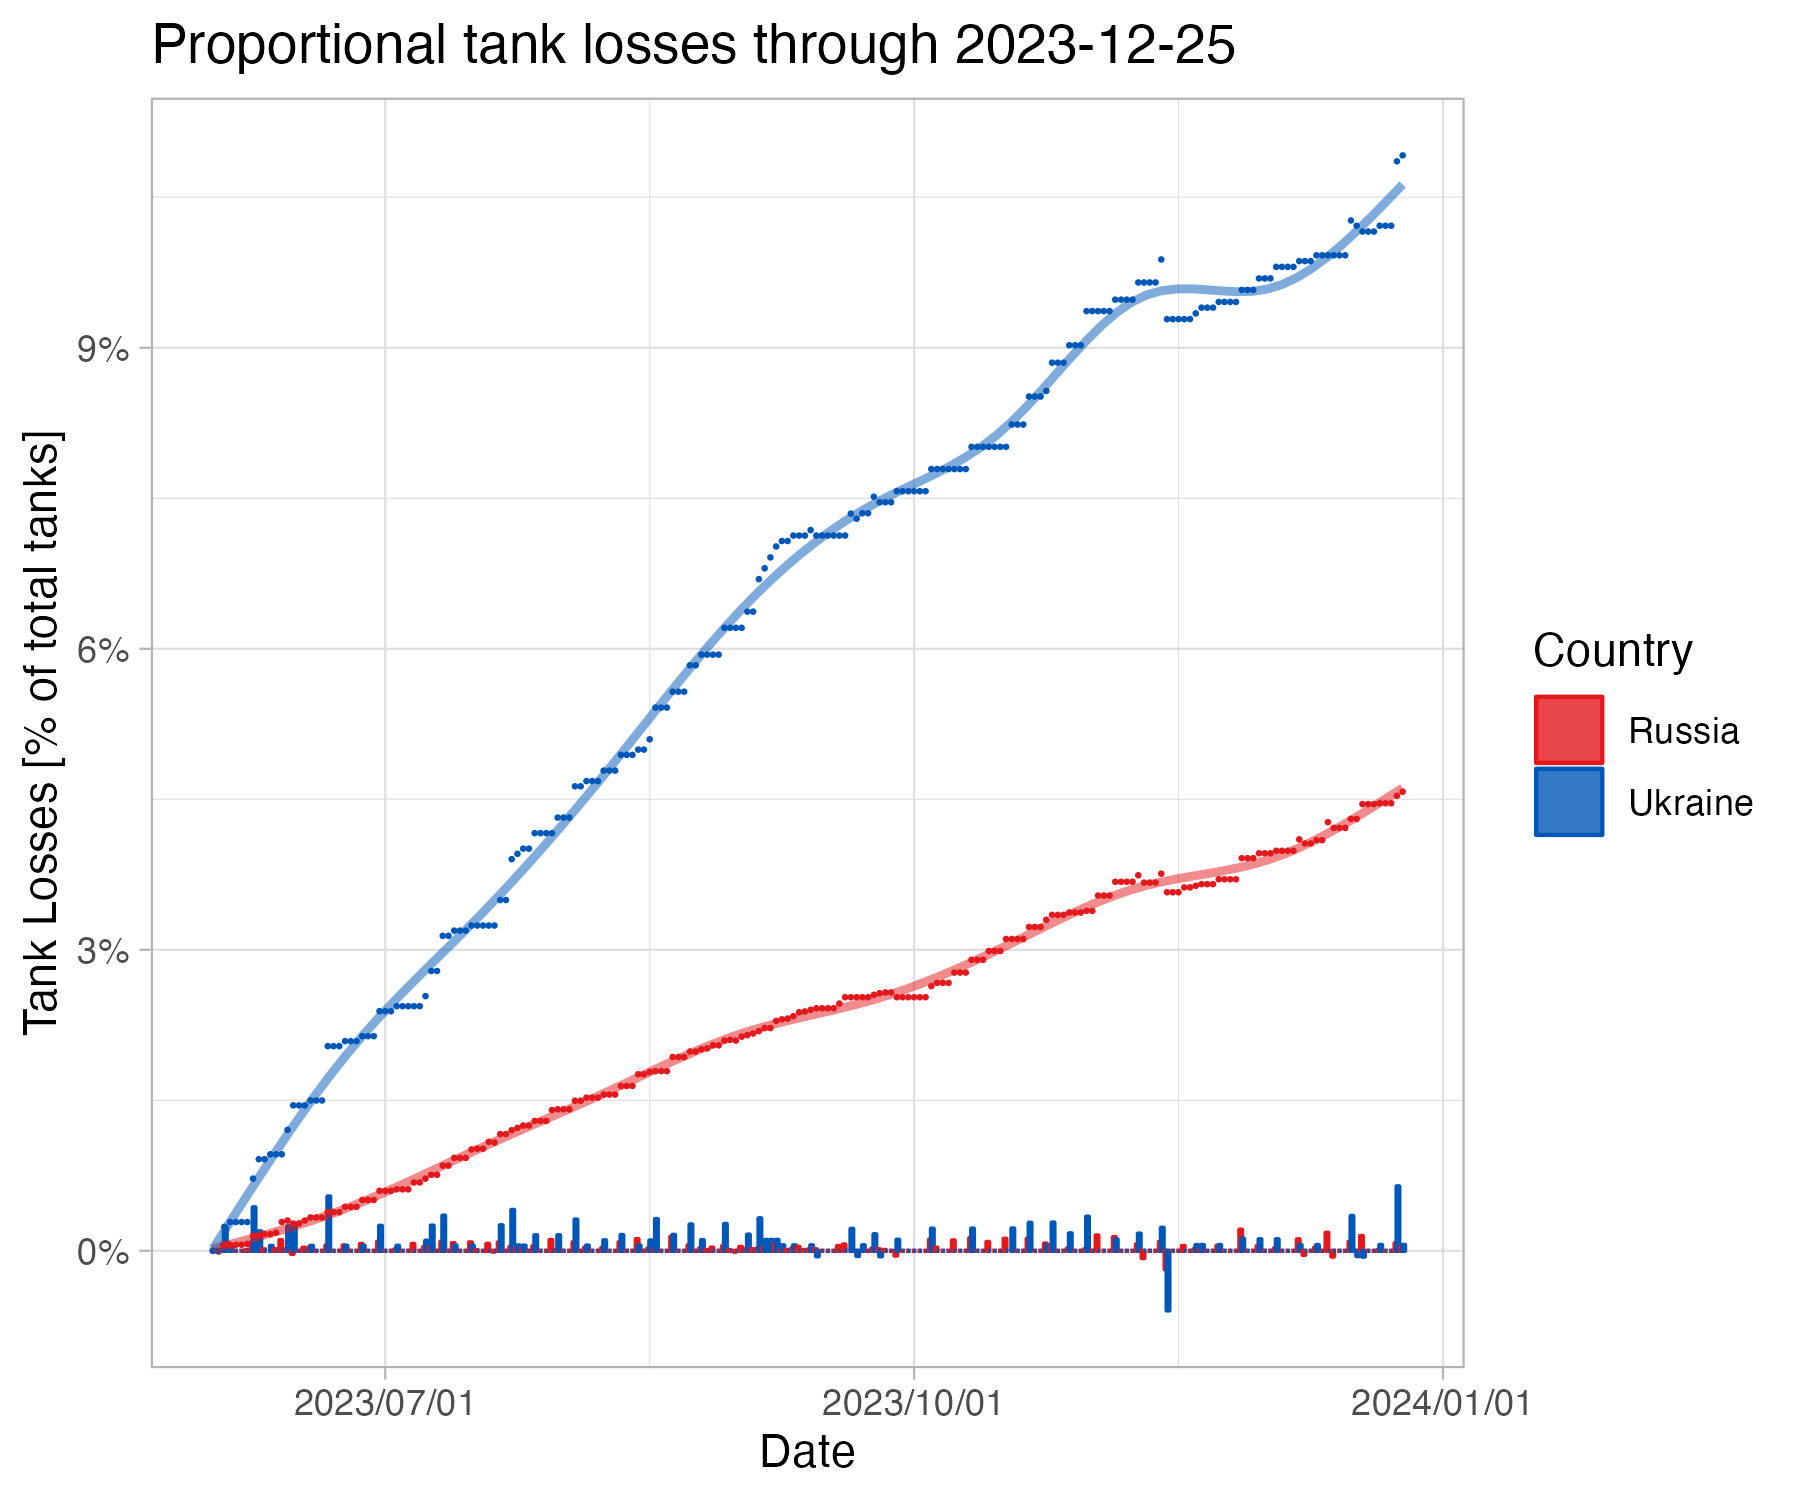 Proportional tank losses through 2023-12-25
Tank Losses [% of total tanks]
9%
6%
3%
0%
2023/07/01
2023/10/01
2024/01/01
Date
Country
Russia
Ukraine